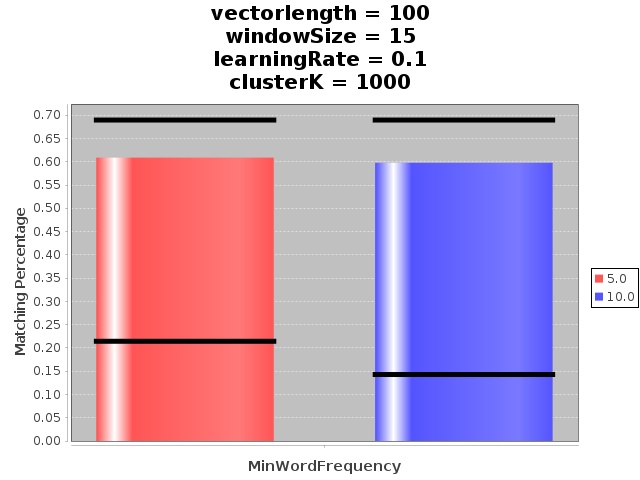 vectorlength = 100
windowSize = 15
learningRate = 0.1
clusterK = 1000
0.70
0.65
0.60
0.55
0.50
0.45
0.40
0.35
0.30
0.25
0.20
0.15
0.10
0.05
0.00
Matching Percentage
MinWordFrequency
5.0
10.0